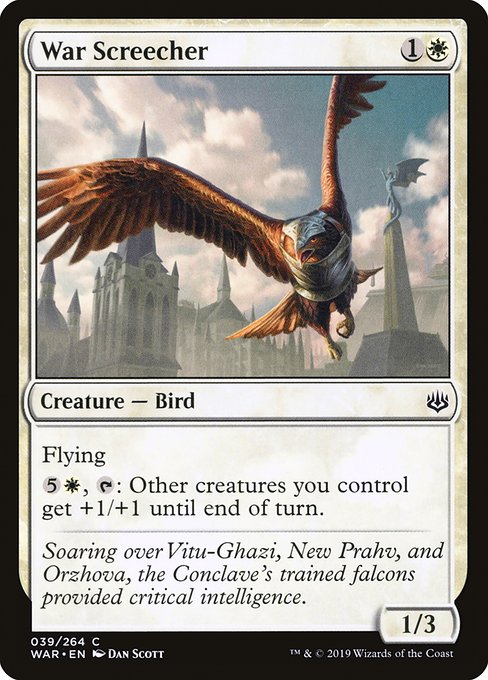 War Screecher 1
Creature — Bird
Flying
5, : Other creatures you control
get +1/+1 until end of turn.
Soaring over Vitu-Ghazi, New Prahv, and
Orzhova, the Conclave's trained falcons
provided critical intelligence.
1/3
039/264 C
WAR • EN Dan Scott
™ & © 2019 Wizards of the Coast